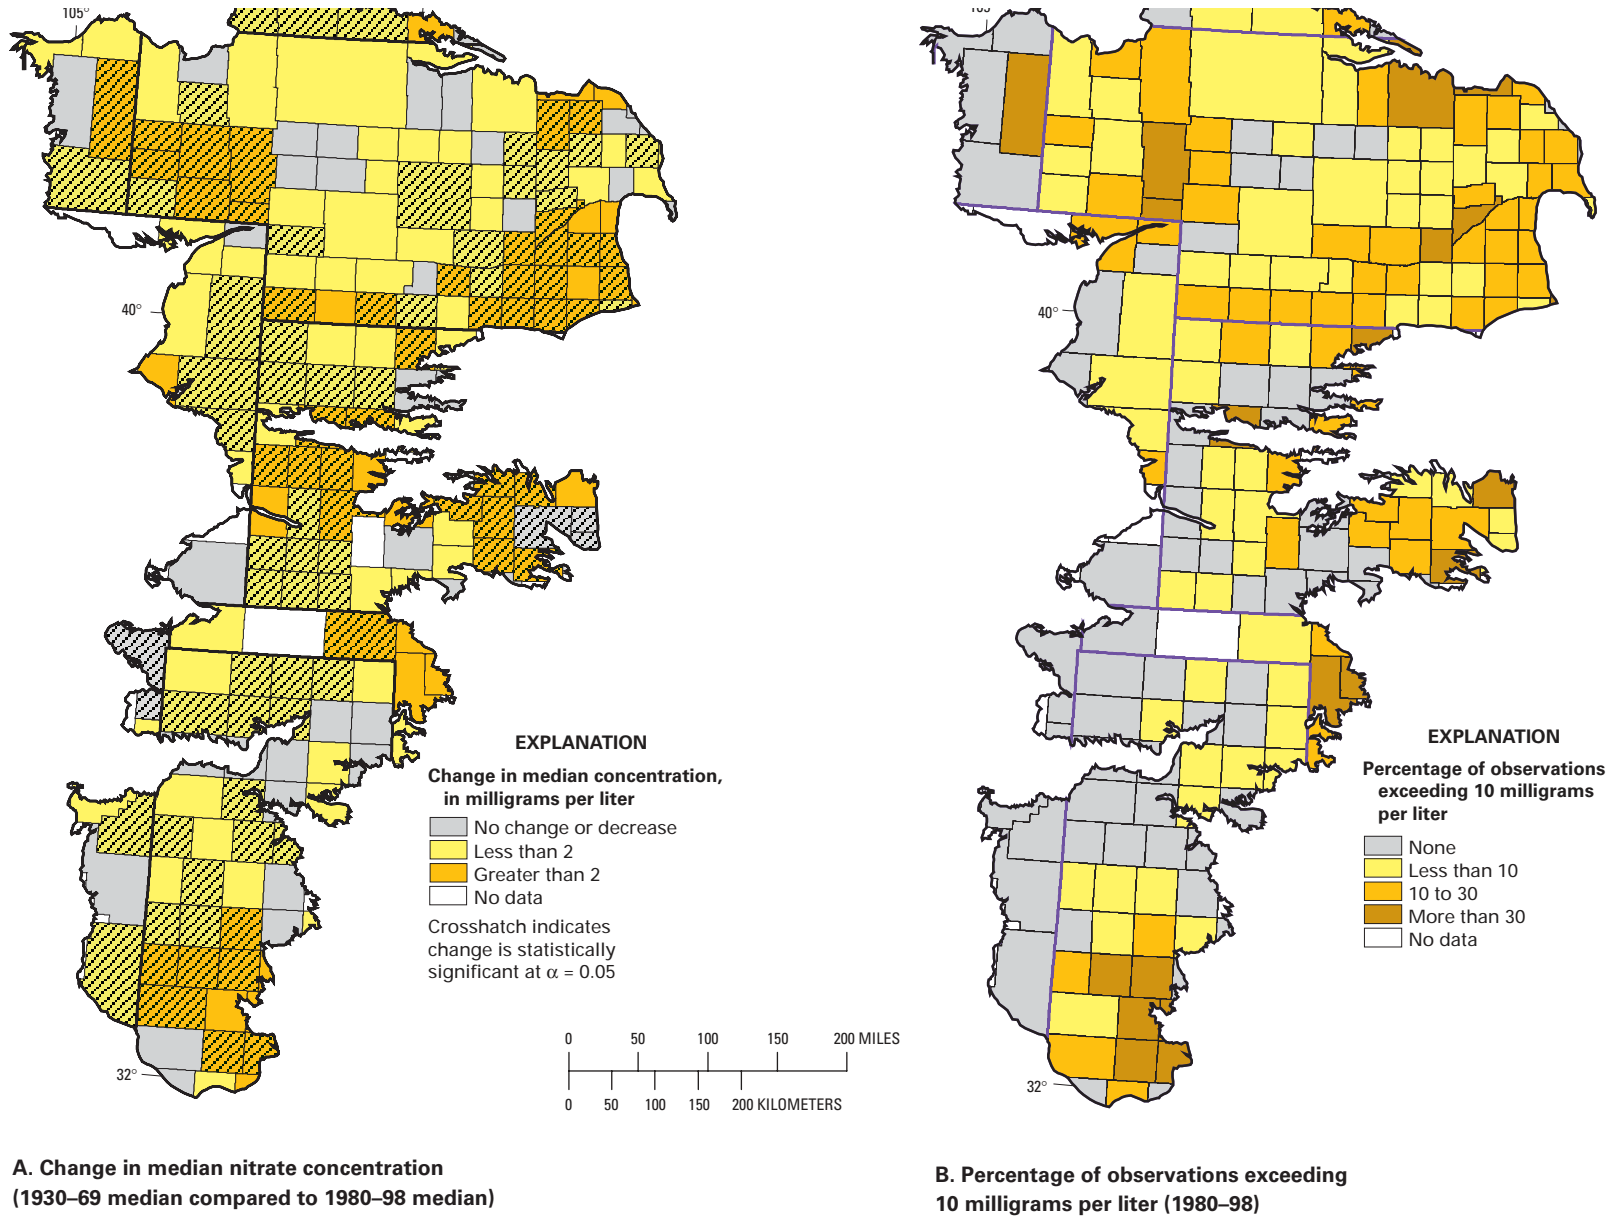 105°
40°
32°
EXPLANATION
Change in median concentration,
in milligrams per liter
No change or decrease
Less than 2
Greater than 2
No data
Crosshatch indicates
change is statistically
significant at α = 0.05
0 50 100 150 200 MILES
0 50 100 150 200 KILOMETERS
A. Change in median nitrate concentration
(1930–69 median compared to 1980–98 median)
105
40°
32°
EXPLANATION
Percentage of observations
exceeding 10 milligrams
per liter
None
Less than 10
10 to 30
More than 30
No data
B. Percentage of observations exceeding
10 milligrams per liter (1980–98)